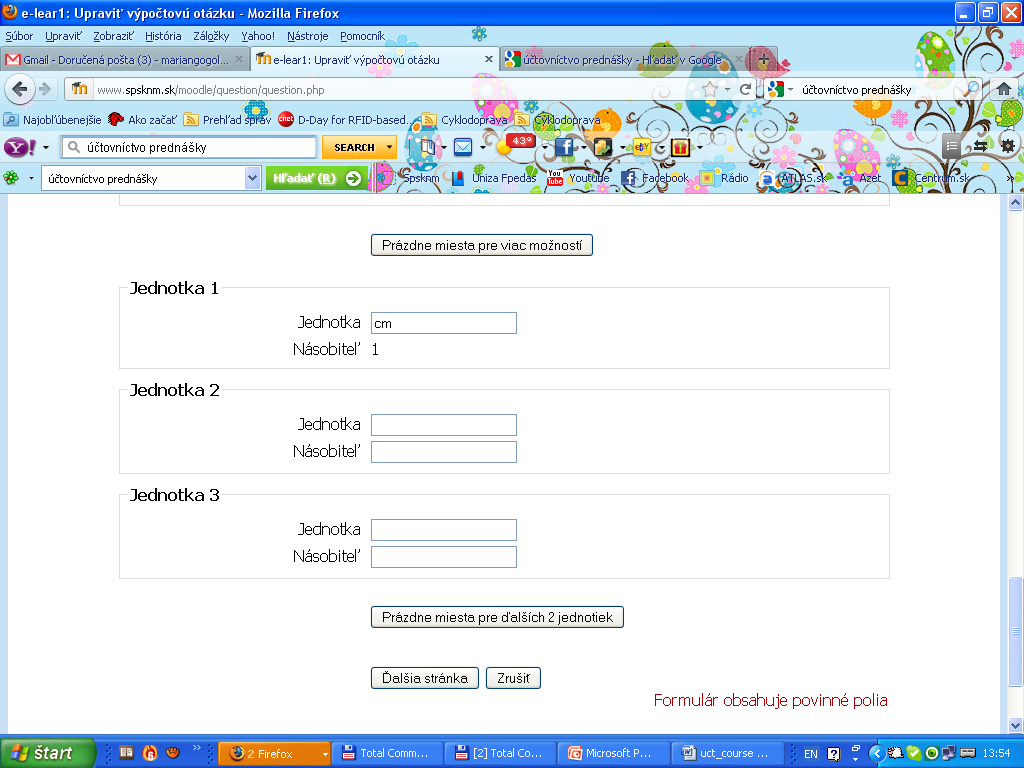 e-lear1: Upraviť výpočtovú otázku - Mozilla Firefox
Súbor Upraviť Zobraziť História Záložky Yahoo! Nástroje Pomocník
Gmail - Doručená pošta (3) - mariangogol... e-lear1: Upraviť výpočtovú otázku účtovníctvo prednášky - Hľadať v Google
www.spsknm.sk/moodle/question/question.php účtovníctvo prednášky
Najobľúbenejšie Ako začať Prehľad správ cnet D-Day for RFID-based... Cyklodoprava Cyklodoprava
Y! účtovníctvo prednášky SEARCH 43° eBY
účtovníctvo prednášky Hľadať (R) Spsknm Uniza Fpedas You Tube Youtube Facebook Rádio ATLAS.sk Azet Centrum.sk
Prázdne miesta pre viac možností
Jednotka 1
Jednotka cm
Násobiteľ 1
Jednotka 2
Jednotka
Násobiteľ
Jednotka 3
Jednotka
Násobiteľ
Prázdne miesta pre ďalších 2 jednotiek
Ďalšia stránka Zrušiť
Formulár obsahuje povinné polia
štart 2 Firefox Total Comm... [2] Total Co... Microsoft P... uct_course ... EN 13:54